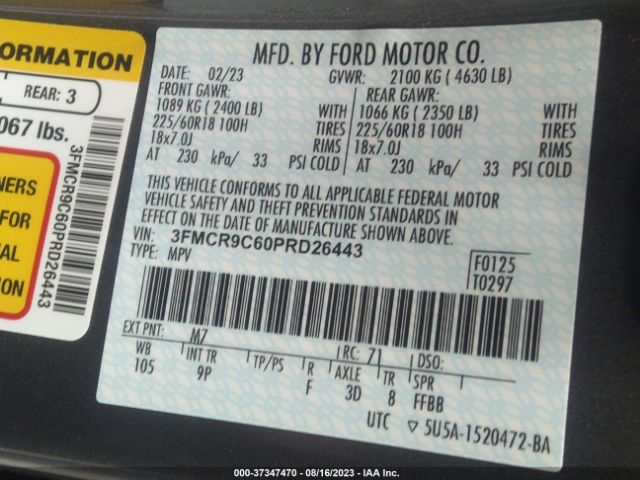 ORMATION
REAR: 3
067 lbs.
NERS
FOR
AL
ION
3FMCR9C60PRD26443
MFD. BY FORD MOTOR CO.
DATE: 02/23 GVWR: 2100 KG ( 4630 LB)
FRONT GAWR: REAR GAWR:
1089 KG ( 2400 LB) WITH 1066 KG ( 2350 LB) WITH
225/60R18 100H TIRES 225/60R18 100H TIRES
18x7.0J RIMS 18x7.0J RIMS
AT 230 kPa/ 33 PSI COLD AT 230 kPa/ 33 PSI COLD
THIS VEHICLE CONFORMS TO ALL APPLICABLE FEDERAL MOTOR
VEHICLE SAFETY AND THEFT PREVENTION STANDARDS IN
EFFECT ON THE DATE OF MANUFACTURE SHOWN ABOVE.
VIN: 3FMCR9C60PRD26443
TYPE: MPV
F0125
T0297
EXT PNT: M7 RC: 71 DSO:
WB INT TR TP/PS R AXLE TR SPR
105 9P F 3D 8 FFBB
UTC 5U5A-1520472-BA
000-37347470 - 08/16/2023 - IAA Inc.